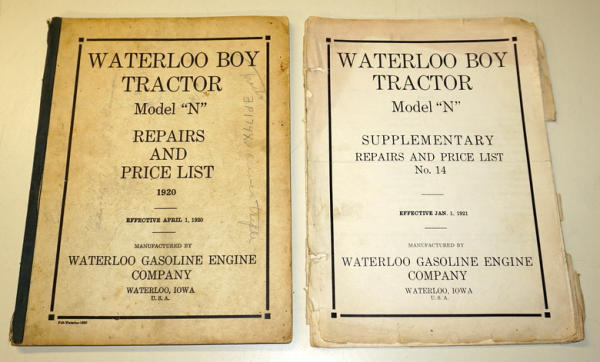 WATERLOO BOY
TRACTOR
Model "N"
REPAIRS
AND
PRICE LIST
1920
EFFECTIVE APRIL 1, 1920
MANUFACTURED BY
WATERLOO GASOLINE ENGINE
COMPANY
WATERLOO, IOWA
U.S.A.
WATERLOO BOY
TRACTOR
Model "N"
SUPPLEMENTARY
REPAIRS AND PRICE LIST
No. 14
EFFECTIVE JAN. 1, 1921
MANUFACTURED BY
WATERLOO GASOLINE ENGINE
COMPANY
WATERLOO, IOWA
U.S.A.